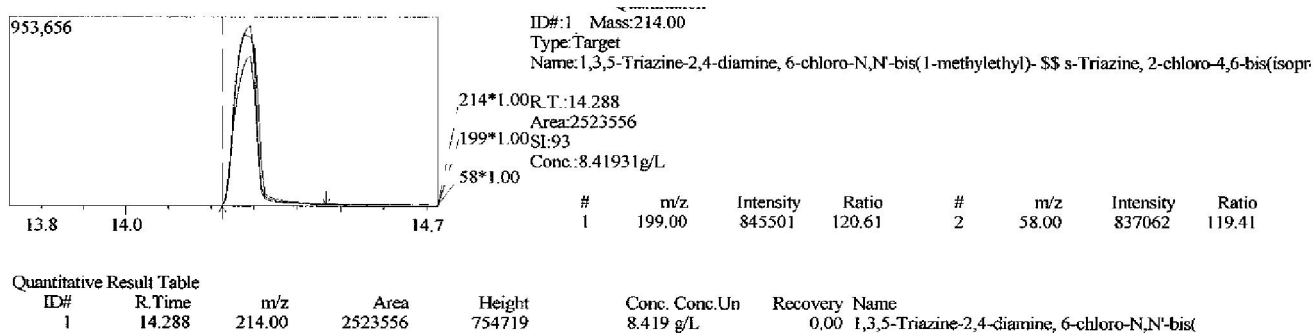 953,656
ID#:1 Mass:214.00
Type:Target
Name:1,3,5-Triazine-2,4-diamine, 6-chloro-N,N'-bis(1-methylethyl)- $$ s-Triazine, 2-chloro-4,6-bis(isopr
214*1.00
R.T.:14.288
Area:2523556
199*1.00
SI:93
Conc.:8.41931g/L
58*1.00
# m/z Intensity Ratio # m/z Intensity Ratio
1 199.00 845501 120.61 2 58.00 837062 119.41
13.8 14.0 14.7
Quantitative Result Table
ID# R.Time m/z Area Height Conc. Conc.Un Recovery Name
1 14.288 214.00 2523556 754719 8.419 g/L 0.00 1,3,5-Triazine-2,4-diamine, 6-chloro-N,N'-bis(